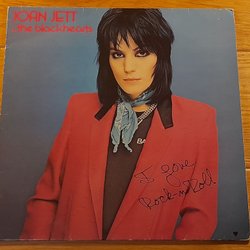 JOAN JETT
& the blackhearts
I Love
Rock-n-Roll